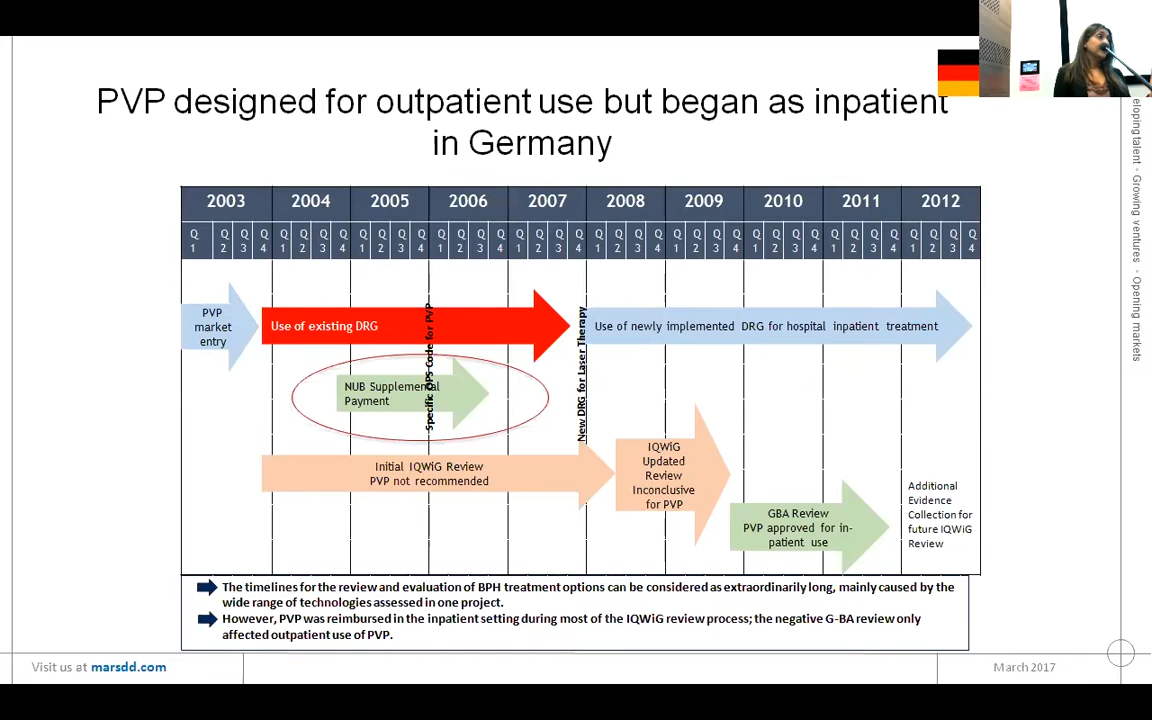 PVP designed for outpatient use but began as inpatient
in Germany
eloping talent • Growing ventures • Opening markets
2003 2004 2005 2006 2007 2008 2009 2010 2011 2012
Q1 Q2 Q3 Q4 Q1 Q2 Q3 Q4 Q1 Q2 Q3 Q4 Q1 Q2 Q3 Q4 Q1 Q2 Q3 Q4 Q1 Q2 Q3 Q4 Q1 Q2 Q3 Q4 Q1 Q2 Q3 Q4 Q1 Q2 Q3 Q4 Q1 Q2 Q3 Q4
PVP
market
entry
Use of existing DRG
Specific OPS Code for PVP
New DRG for Laser Therapy
Use of newly implemented DRG for hospital inpatient treatment
NUB Supplemental
Payment
Initial IQWiG Review
PVP not recommended
IQWiG
Updated
Review
Inconclusive
for PVP
GBA Review
PVP approved for in-
patient use
Additional
Evidence
Collection for
future IQWiG
Review
The timelines for the review and evaluation of BPH treatment options can be considered as extraordinarily long, mainly caused by the
wide range of technologies assessed in one project.
However, PVP was reimbursed in the inpatient setting during most of the IQWiG review process; the negative G-BA review only
affected outpatient use of PVP.
Visit us at marsdd.com
March 2017